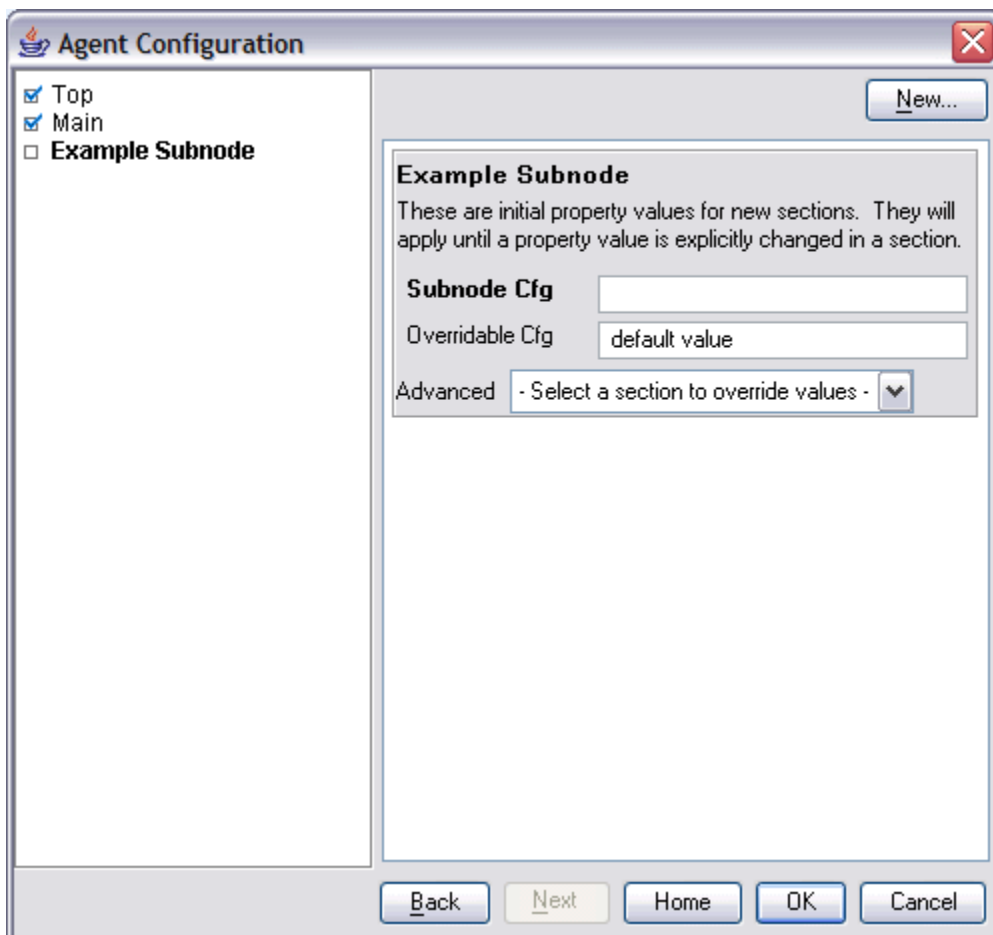 Agent Configuration
Top
Main
Example Subnode
New...
Example Subnode
These are initial property values for new sections. They will
apply until a property value is explicitly changed in a section.
Subnode Cfg
Overridable Cfg default value
Advanced - Select a section to override values -
Back Next Home OK Cancel